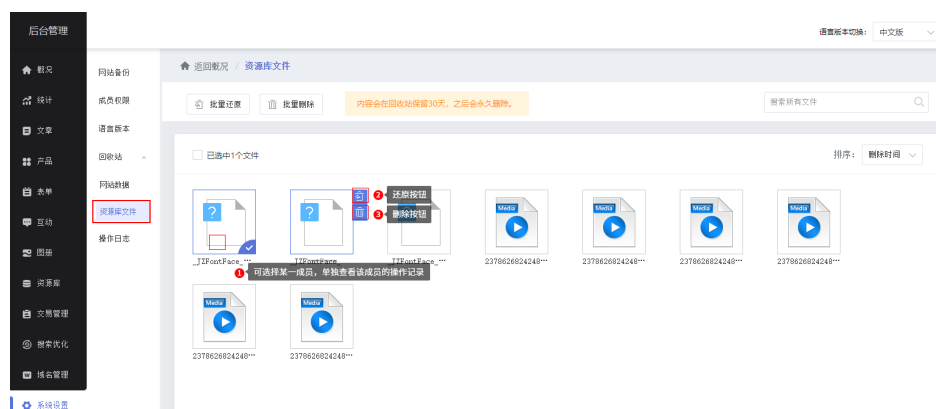 后台管理
语言版本切换： 中文版
概况
统计
文章
产品
表单
互动
图册
资源库
交易管理
搜索优化
域名管理
系统设置
网站备份
成员权限
语言版本
回收站
网站数据
资源库文件
操作日志
返回概况 / 资源库文件
批量还原 批量删除 内容会在回收站保留30天，之后会永久删除。 搜索所有文件
已选中1个文件 排序： 删除时间
2 还原按钮
3 删除按钮
Media Media Media Media
_JZFontFace_… _JZFontFace_ _JZFontFace_… 2378626824248… 2378626824248… 2378626824248… 2378626824248…
1 可选择某一成员，单独查看该成员的操作记录
Media Media
2378626824248… 2378626824248…